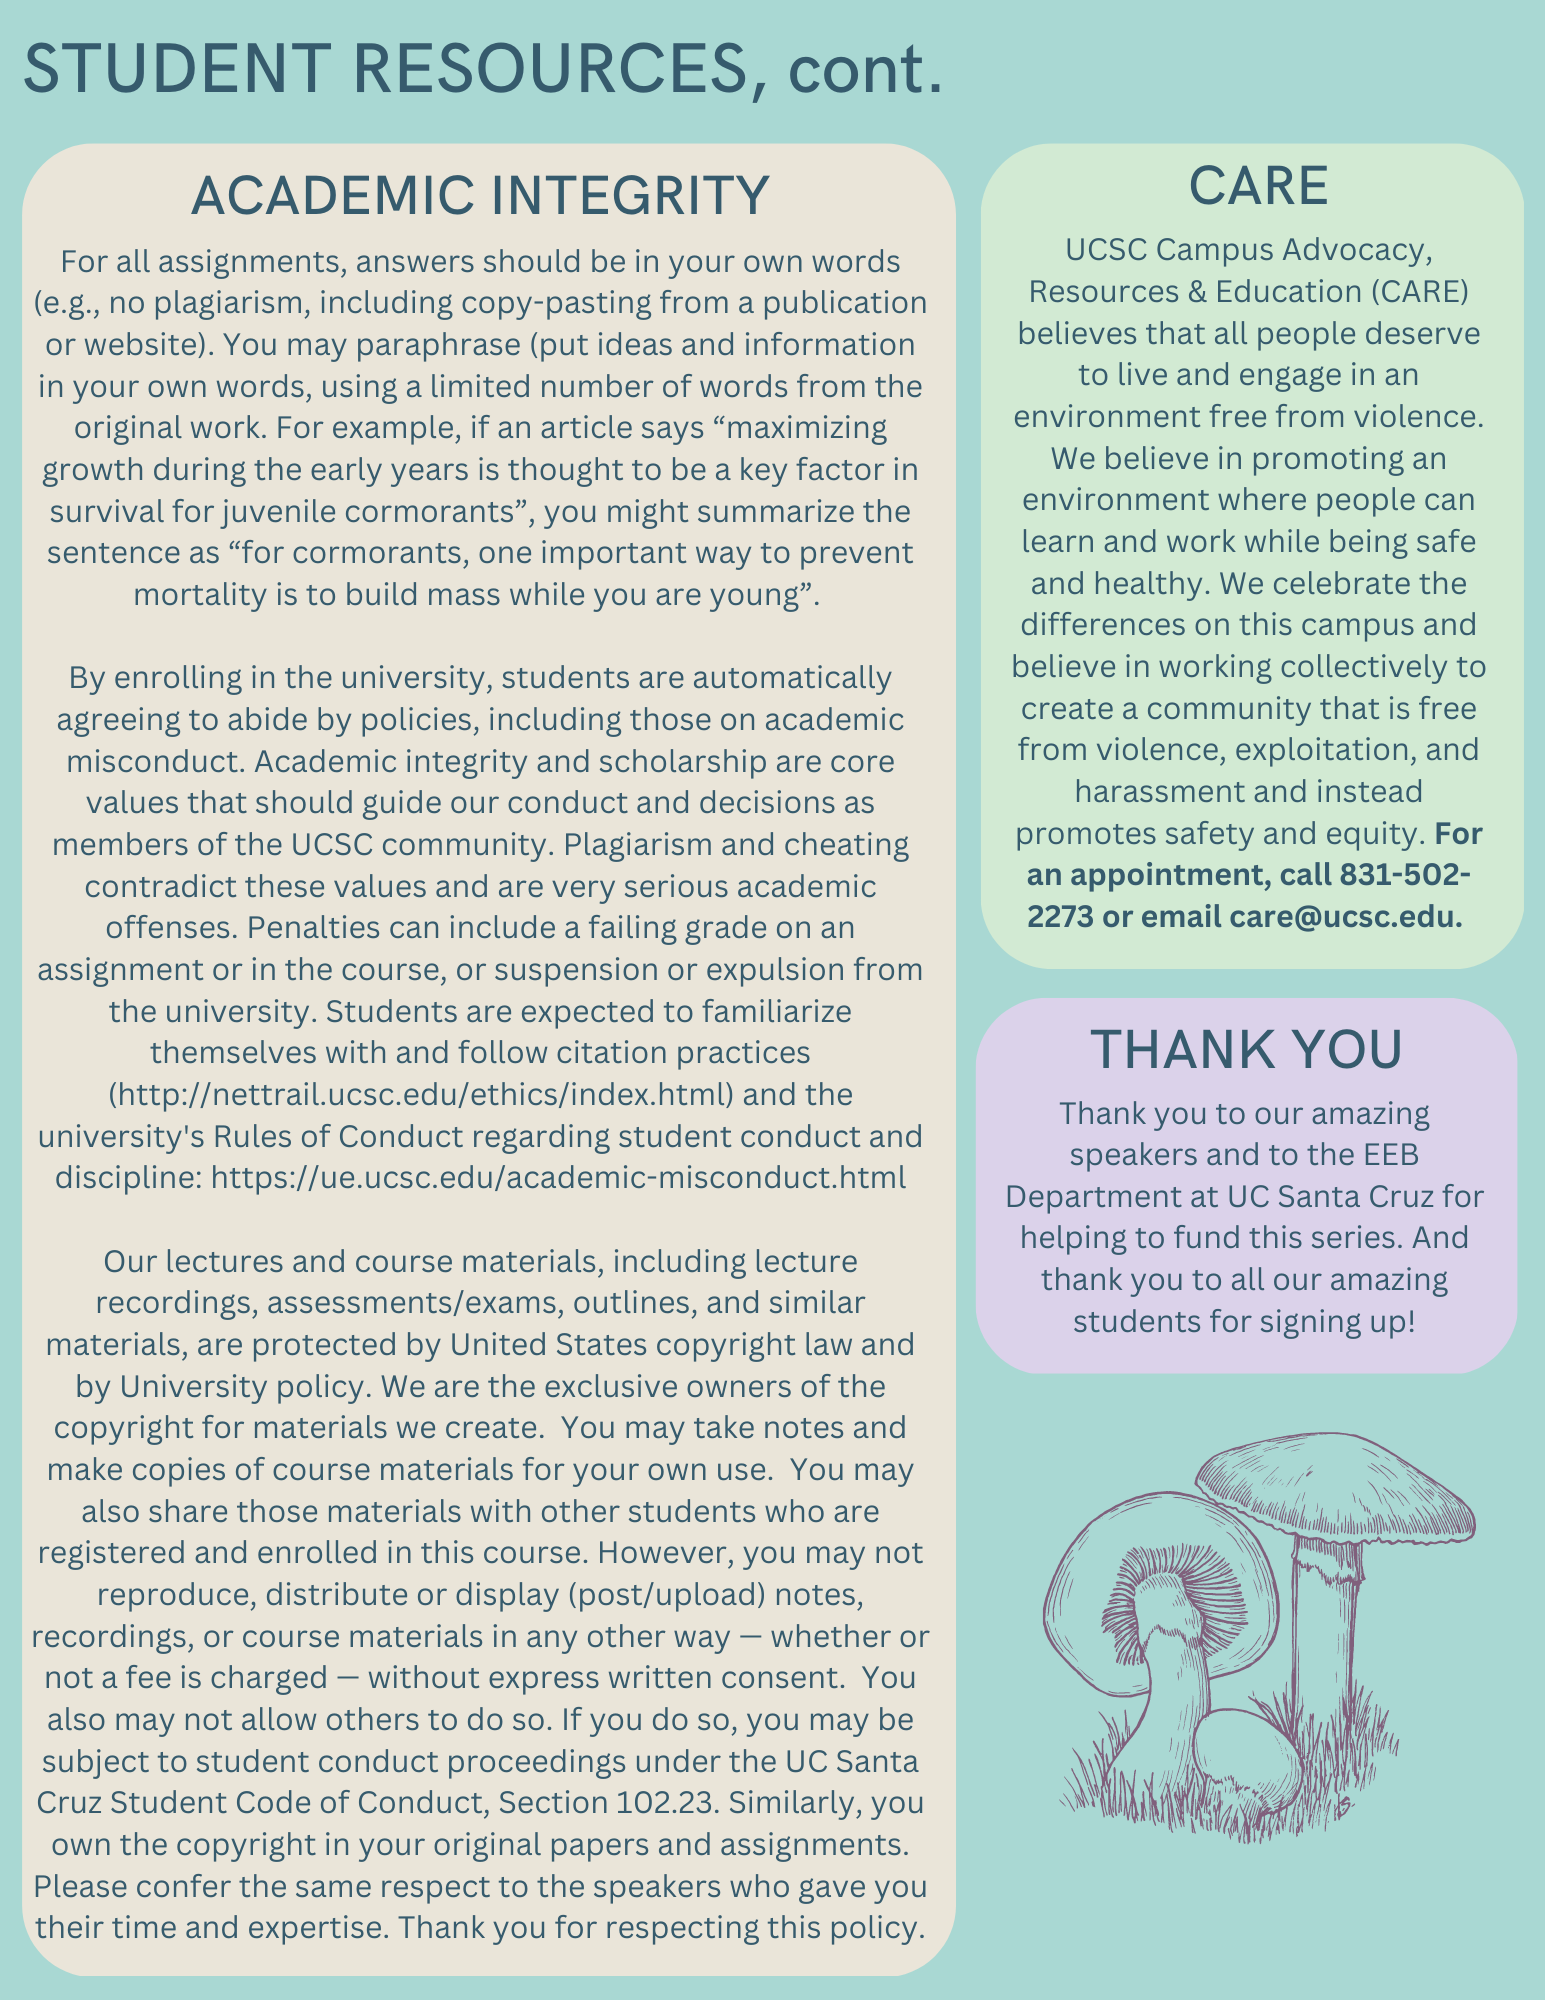 STUDENT RESOURCES, cont.
ACADEMIC INTEGRITY
For all assignments, answers should be in your own words
(e.g., no plagiarism, including copy-pasting from a publication
or website). You may paraphrase (put ideas and information
in your own words, using a limited number of words from the
original work. For example, if an article says “maximizing
growth during the early years is thought to be a key factor in
survival for juvenile cormorants”, you might summarize the
sentence as “for cormorants, one important way to prevent
mortality is to build mass while you are young”.
By enrolling in the university, students are automatically
agreeing to abide by policies, including those on academic
misconduct. Academic integrity and scholarship are core
values that should guide our conduct and decisions as
members of the UCSC community. Plagiarism and cheating
contradict these values and are very serious academic
offenses. Penalties can include a failing grade on an
assignment or in the course, or suspension or expulsion from
the university. Students are expected to familiarize
themselves with and follow citation practices
(http://nettrail.ucsc.edu/ethics/index.html) and the
university's Rules of Conduct regarding student conduct and
discipline: https://ue.ucsc.edu/academic-misconduct.html
Our lectures and course materials, including lecture
recordings, assessments/exams, outlines, and similar
materials, are protected by United States copyright law and
by University policy. We are the exclusive owners of the
copyright for materials we create.  You may take notes and
make copies of course materials for your own use.  You may
also share those materials with other students who are
registered and enrolled in this course. However, you may not
reproduce, distribute or display (post/upload) notes,
recordings, or course materials in any other way — whether or
not a fee is charged — without express written consent.  You
also may not allow others to do so. If you do so, you may be
subject to student conduct proceedings under the UC Santa
Cruz Student Code of Conduct, Section 102.23. Similarly, you
own the copyright in your original papers and assignments.
Please confer the same respect to the speakers who gave you
their time and expertise. Thank you for respecting this policy.
CARE
UCSC Campus Advocacy,
Resources & Education (CARE)
believes that all people deserve
to live and engage in an
environment free from violence.
We believe in promoting an
environment where people can
learn and work while being safe
and healthy. We celebrate the
differences on this campus and
believe in working collectively to
create a community that is free
from violence, exploitation, and
harassment and instead
promotes safety and equity. For
an appointment, call 831-502-
2273 or email care@ucsc.edu.
THANK YOU
Thank you to our amazing
speakers and to the EEB
Department at UC Santa Cruz for
helping to fund this series. And
thank you to all our amazing
students for signing up!